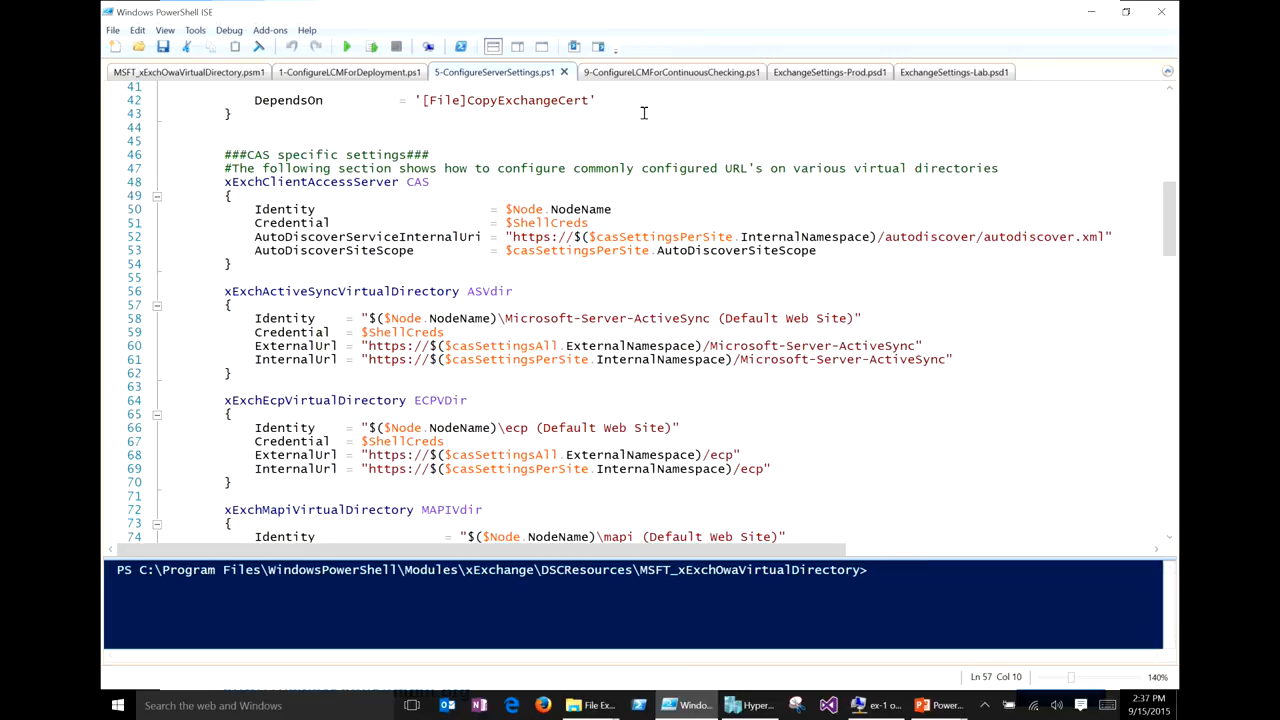 Windows PowerShell ISE
File Edit View Tools Debug Add-ons Help
MSFT_xExchOwaVirtualDirectory.psm1 1-ConfigureLCMForDeployment.ps1 5-ConfigureServerSettings.ps1 9-ConfigureLCMForContinuousChecking.ps1 ExchangeSettings-Prod.psd1 ExchangeSettings-Lab.psd1
41
42 DependsOn = '[File]CopyExchangeCert'
43 }
44
45
46 ###CAS specific settings###
47 #The following section shows how to configure commonly configured URL's on various virtual directories
48 xExchClientAccessServer CAS
49 {
50 Identity = $Node.NodeName
51 Credential = $ShellCreds
52 AutoDiscoverServiceInternalUri = "https://$($casSettingsPerSite.InternalNamespace)/autodiscover/autodiscover.xml"
53 AutoDiscoverSiteScope = $casSettingsPerSite.AutoDiscoverSiteScope
54 }
55
56 xExchActiveSyncVirtualDirectory ASVdir
57 {
58 Identity = "$($Node.NodeName)\Microsoft-Server-ActiveSync (Default Web Site)"
59 Credential = $ShellCreds
60 ExternalUrl = "https://$($casSettingsAll.ExternalNamespace)/Microsoft-Server-ActiveSync"
61 InternalUrl = "https://$($casSettingsPerSite.InternalNamespace)/Microsoft-Server-ActiveSync"
62 }
63
64 xExchEcpVirtualDirectory ECPVDir
65 {
66 Identity = "$($Node.NodeName)\ecp (Default Web Site)"
67 Credential = $ShellCreds
68 ExternalUrl = "https://$($casSettingsAll.ExternalNamespace)/ecp"
69 InternalUrl = "https://$($casSettingsPerSite.InternalNamespace)/ecp"
70 }
71
72 xExchMapiVirtualDirectory MAPIVdir
73 {
74 Identity = "$($Node.NodeName)\mapi (Default Web Site)"
PS C:\Program Files\WindowsPowerShell\Modules\xExchange\DSCResources\MSFT_xExchOwaVirtualDirectory>
Ln 57 Col 10 140%
Search the web and Windows
File Ex... Windo... Hyper... ex-1 o... Power...
2:37 PM
9/15/2015